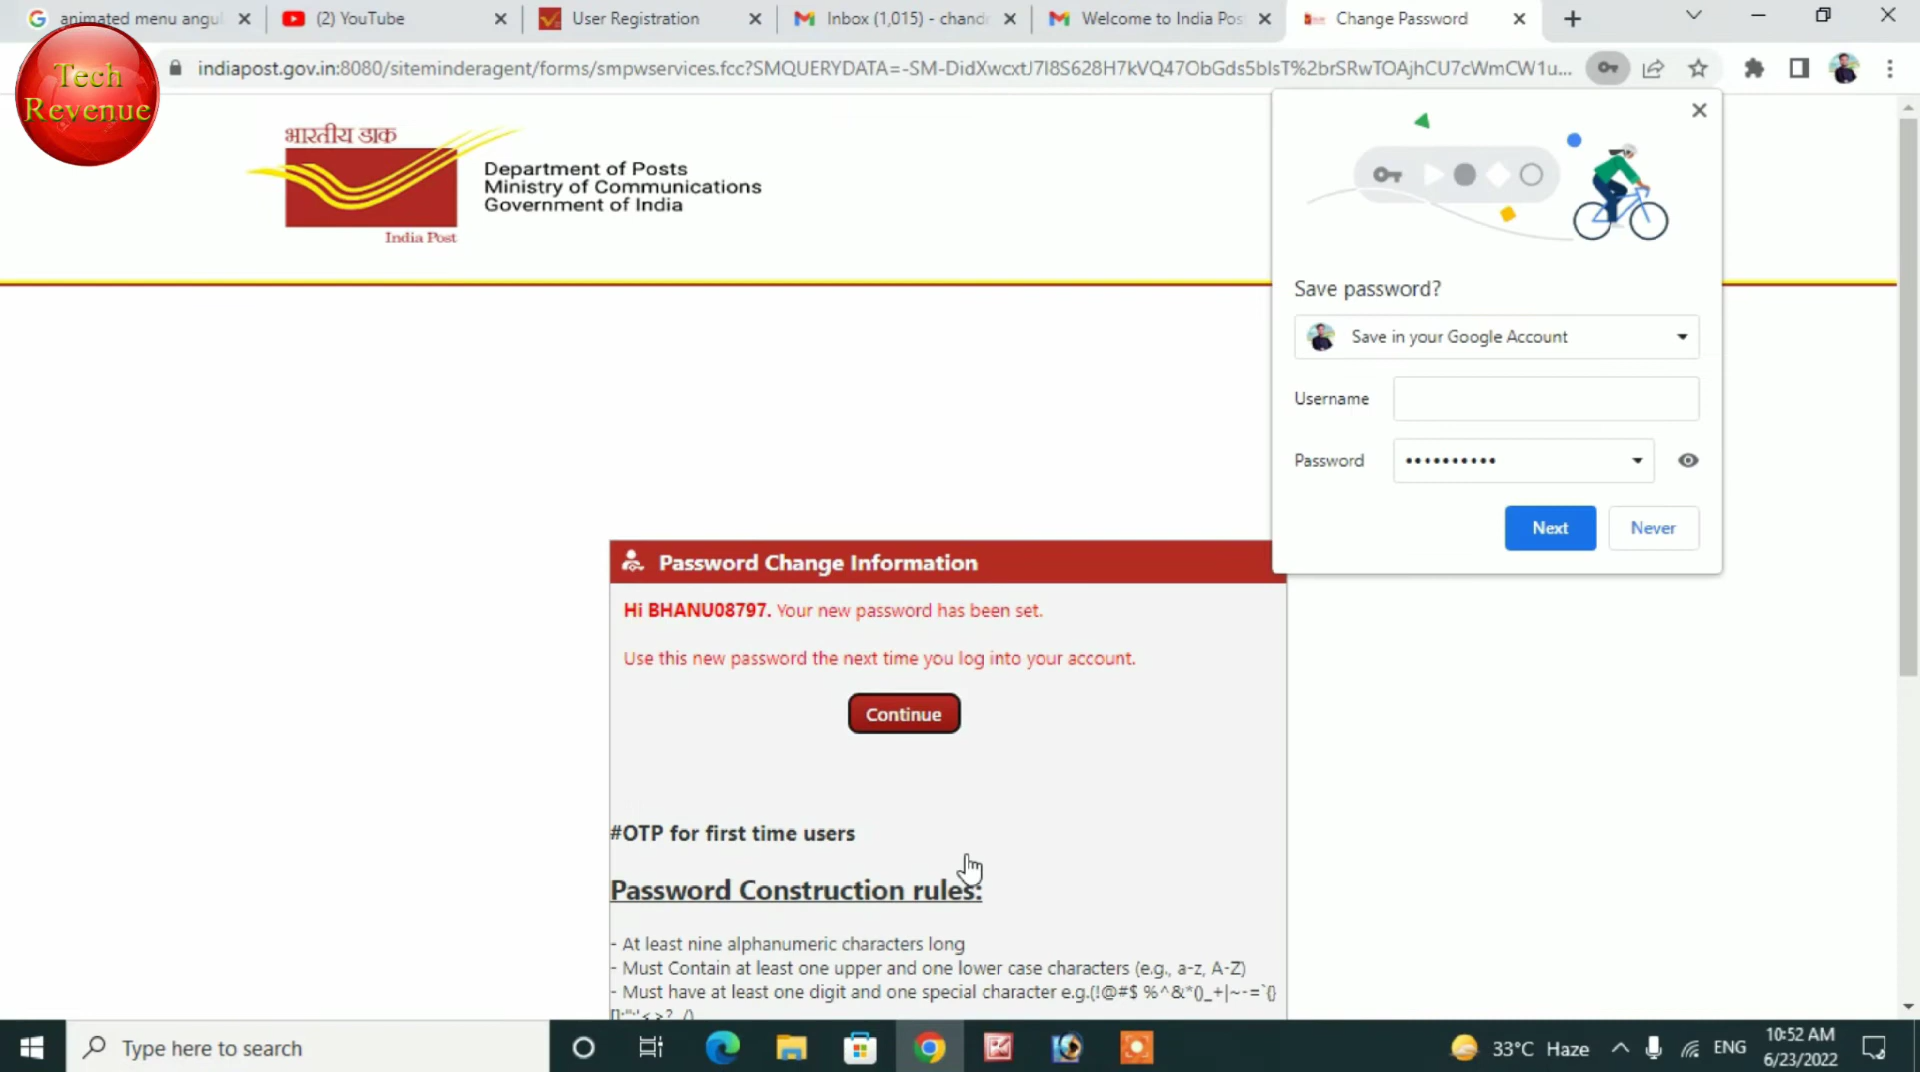 animated menu angul
(2) YouTube
User Registration
Inbox (1,015) - chandr
Welcome to India Pos
Change Password
Tech
Revenue
indiapost.gov.in:8080/siteminderagent/forms/smpwservices.fcc?SMQUERYDATA=-SM-DidXwcxtJ7I8S628H7kVQ47ObGds5blsT%2brSRwTOAjhCU7cWmCW1u...
भारतीय डाक
India Post
Department of Posts
Ministry of Communications
Government of India
Save password?
Save in your Google Account
Username
Password ••••••••••
Next
Never
Password Change Information
Hi BHANU08797. Your new password has been set.
Use this new password the next time you log into your account.
Continue
#OTP for first time users
Password Construction rules:
- At least nine alphanumeric characters long
- Must Contain at least one upper and one lower case characters (e.g., a-z, A-Z)
- Must have at least one digit and one special character e.g.(!@#$ %^&*()_+|~-=`{}
Type here to search
33°C Haze
ENG
10:52 AM
6/23/2022